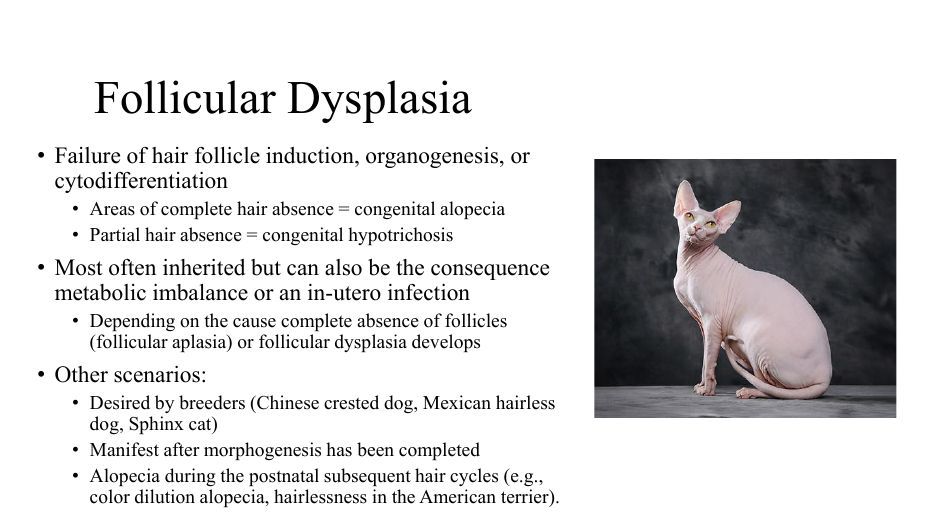 Follicular Dysplasia
• Failure of hair follicle induction, organogenesis, or
cytodifferentiation
• Areas of complete hair absence = congenital alopecia
• Partial hair absence = congenital hypotrichosis
• Most often inherited but can also be the consequence
metabolic imbalance or an in-utero infection
• Depending on the cause complete absence of follicles
(follicular aplasia) or follicular dysplasia develops
• Other scenarios:
• Desired by breeders (Chinese crested dog, Mexican hairless
dog, Sphinx cat)
• Manifest after morphogenesis has been completed
• Alopecia during the postnatal subsequent hair cycles (e.g.,
color dilution alopecia, hairlessness in the American terrier).